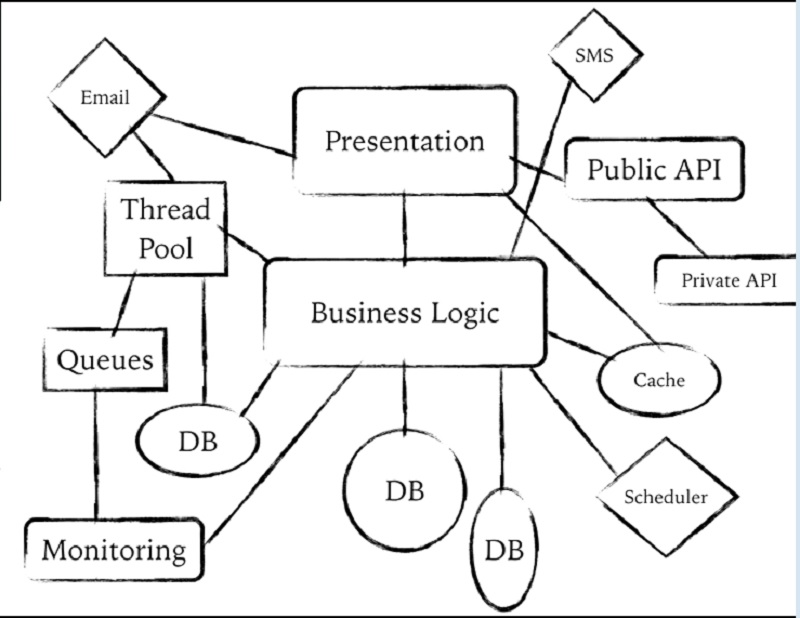 SMS
Email
Presentation
Public API
Thread
Pool
Private API
Business Logic
Queues
Cache
DB
DB
Scheduler
Monitoring
DB